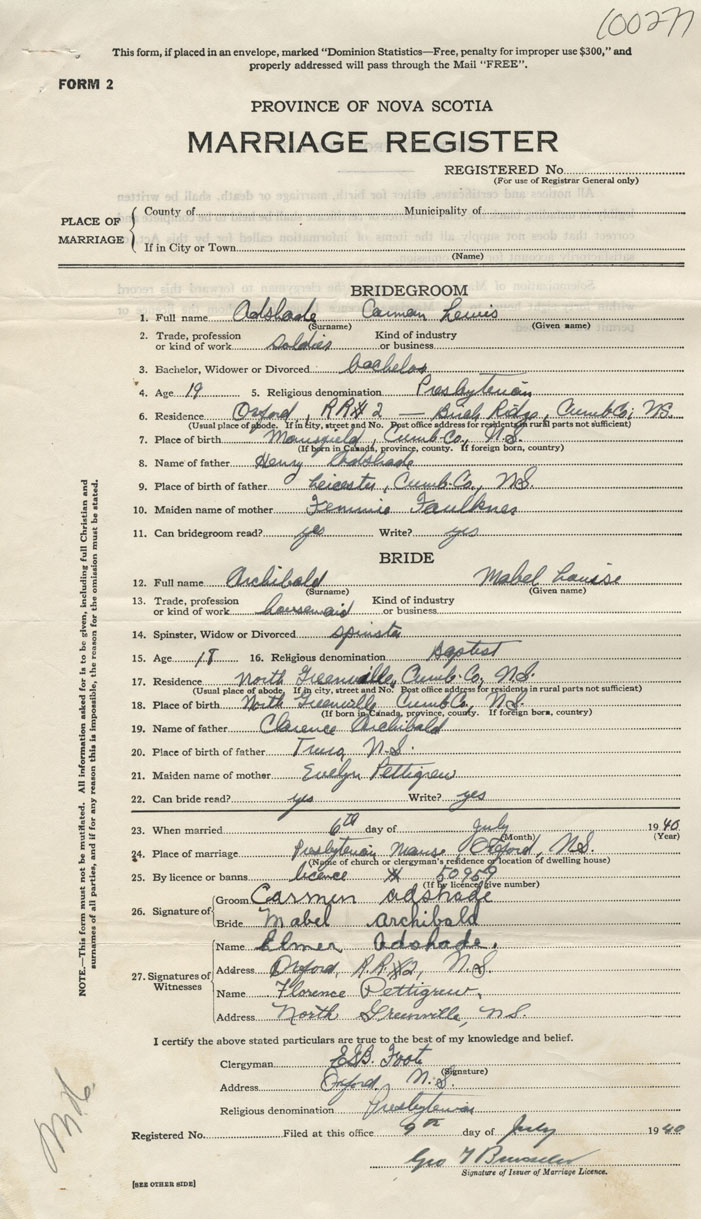 10027
This form, if placed in an envelope, marked "Dominion Statistics—Free, penalty for improper use $300," and
properly addressed will pass through the Mail "FREE".
FORM 2
PROVINCE OF NOVA SCOTIA
MARRIAGE REGISTER
REGISTERED No.
(For use of Registrar General only)
PLACE OF MARRIAGE
County of Municipality of
If in City or Town
(Name)
BRIDEGROOM
1. Full name Adshade Carman Lewis
(Surname) (Given name)
2. Trade, profession or kind of work soldier Kind of industry or business
3. Bachelor, Widower or Divorced bachelor
4. Age 19 5. Religious denomination Presbyterian
6. Residence Oxford, RR#2 — Birch Ridge, Cumb. Co; N.S.
(Usual place of abode. If in city, street and No. Post office address for residents in rural parts not sufficient)
7. Place of birth Mansfield, Cumb. Co, N.S.
(If born in Canada, province, county. If foreign born, country)
8. Name of father Henry Adshade
9. Place of birth of father Leicester, Cumb. Co, N.S.
10. Maiden name of mother Femmie Faulkner
11. Can bridegroom read? yes Write? yes
BRIDE
12. Full name Archibald Mabel Louise
(Surname) (Given name)
13. Trade, profession or kind of work housemaid Kind of industry or business
14. Spinster, Widow or Divorced spinster
15. Age 18 16. Religious denomination Baptist
17. Residence North Greenville, Cumb. Co, N.S.
(Usual place of abode. If in city, street and No. Post office address for residents in rural parts not sufficient)
18. Place of birth North Greenville Cumb Co, N.S.
(If born in Canada, province, county. If foreign born, country)
19. Name of father Clarence Archibald
20. Place of birth of father Truro N.S.
21. Maiden name of mother Evelyn Pettigrew
22. Can bride read? yes Write? yes
23. When married 6th day of July 1940
(Month) (Year)
24. Place of marriage Presbyterian Manse Oxford, N.S.
(Name of church or clergyman's residence or location of dwelling house)
25. By licence or banns licence # 50959
(If by licence give number)
26. Signature of
Groom Carmen adshade
Bride Mabel archibald
27. Signatures of Witnesses
Name Elmer Adshade.
Address Oxford, R.R.#2, N.S.
Name Florence Pettigrew,
Address North Greenville, N.S.
I certify the above stated particulars are true to the best of my knowledge and belief.
Clergyman E.G.B. Foote
(Signature)
Address Oxford, N.S.
Religious denomination Presbyterian
Registered No. Filed at this office 9th day of July 1940
Geo T
Signature of Issuer of Marriage Licence.
[SEE OTHER SIDE]
NOTE.—This form must not be mutilated. All information asked for is to be given, including full Christian and
surnames of all parties, and if for any reason this is impossible, the reason for the omission must be stated.